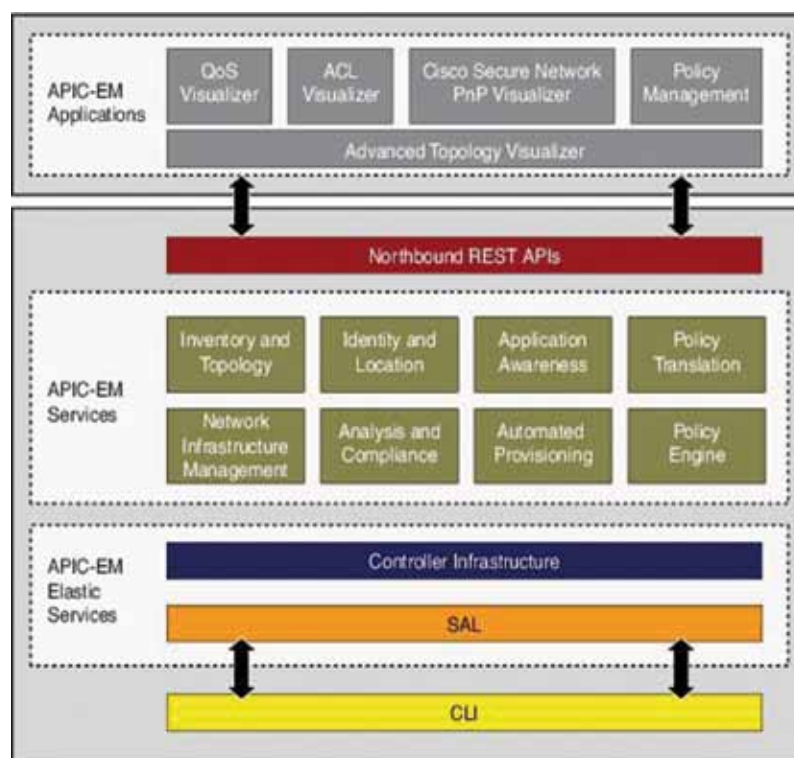 APIC-EM
Applications
QoS
Visualizer
ACL
Visualizer
Cisco Secure Network
PnP Visualizer
Policy
Management
Advanced Topology Visualizer
Northbound REST APIs
APIC-EM
Services
Inventory and
Topology
Identity and
Location
Application
Awareness
Policy
Translation
Network
Infrastructure
Management
Analysis and
Compliance
Automated
Provisioning
Policy
Engine
APIC-EM
Elastic
Services
Controller Infrastructure
SAL
CLI